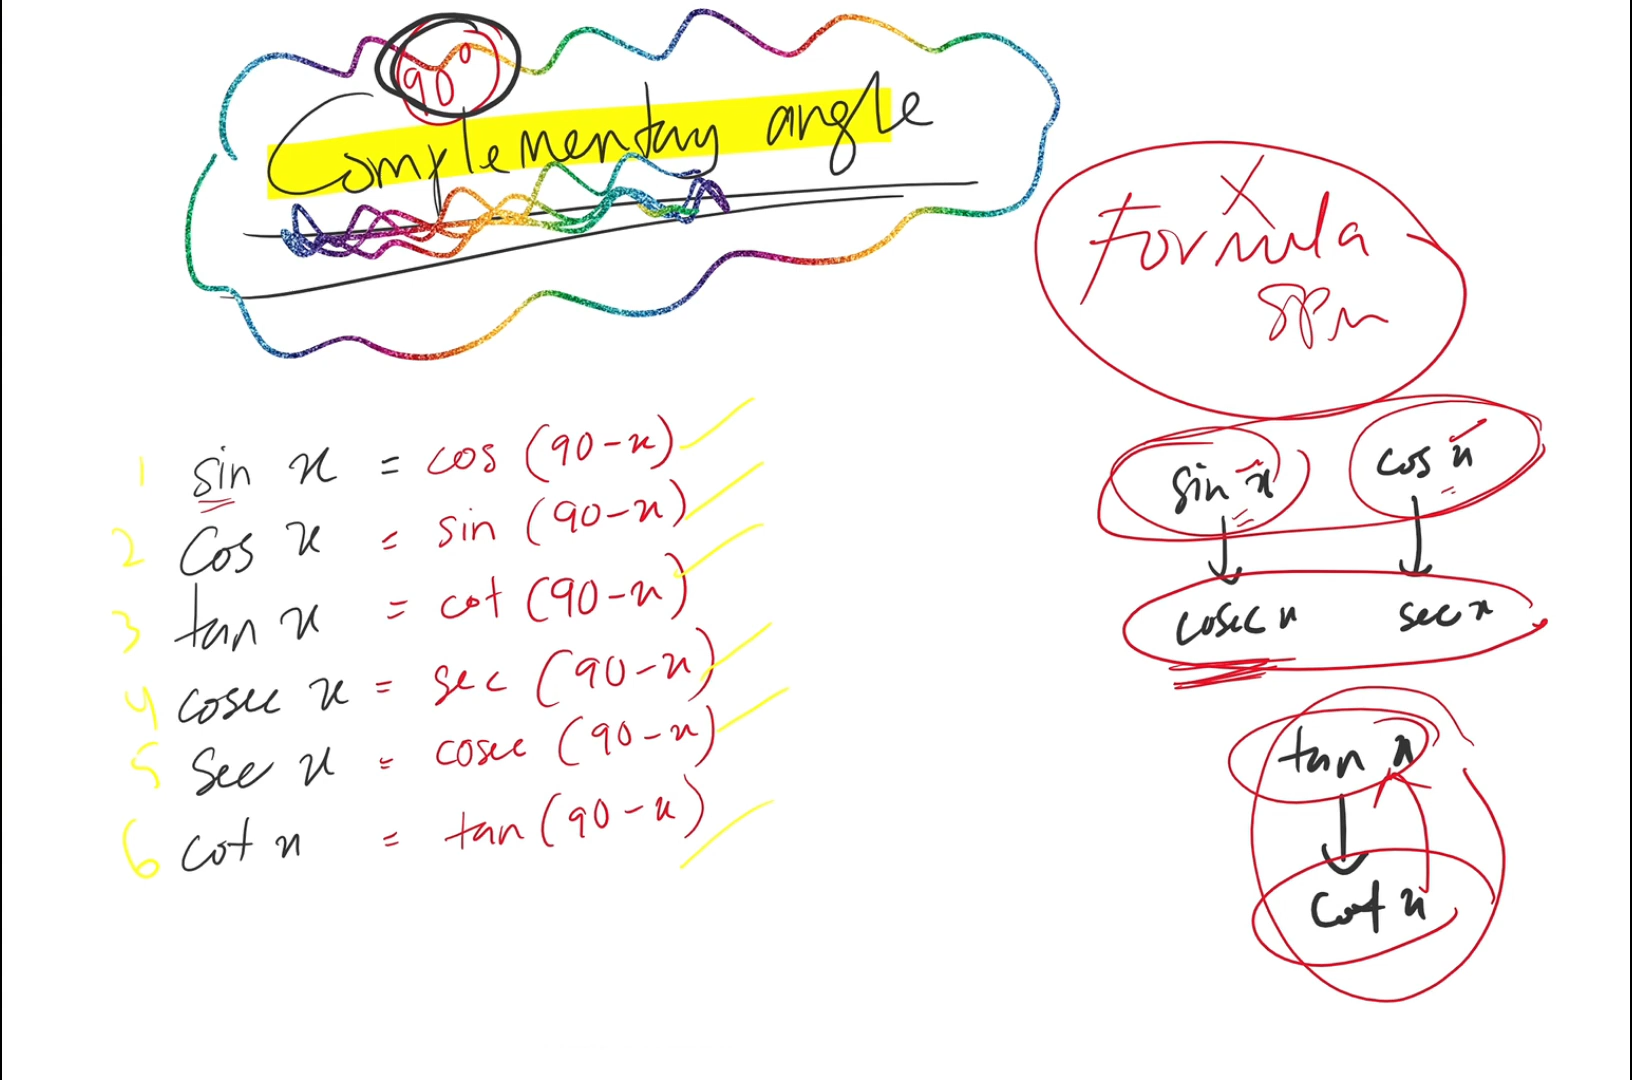 90°
Complementary angle
X
Formula
SPM
1 sin x = cos (90-x)
2 Cos x = sin (90-x)
3 tan x = cot (90-x)
4 cosec x = sec (90-x)
5 Sec x = cosec (90-x)
6 cot x = tan (90-x)
sin x cos x
cosec x sec x
tan x
cot x